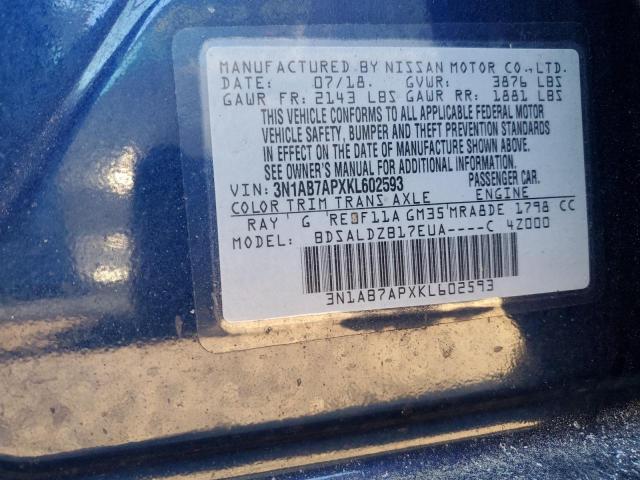 MANUFACTURED BY NISSAN MOTOR CO.,LTD.
DATE: 07/18. GVWR: 3876 LBS
GAWR FR: 2143 LBS GAWR RR: 1881 LBS
THIS VEHICLE CONFORMS TO ALL APPLICABLE FEDERAL MOTOR
VEHICLE SAFETY, BUMPER AND THEFT PREVENTION STANDARDS
IN EFFECT ON THE DATE OF MANUFACTURE SHOWN ABOVE.
SEE OWNER'S MANUAL FOR ADDITIONAL INFORMATION.
VIN: 3N1AB7APXKL602593 PASSENGER CAR.
COLOR TRIM TRANS AXLE ENGINE
RAY G RE0F11A GM35 MRA8DE 1798 CC
MODEL: BDSALDZB17EUA----C 4Z000
3N1AB7APXKL602593